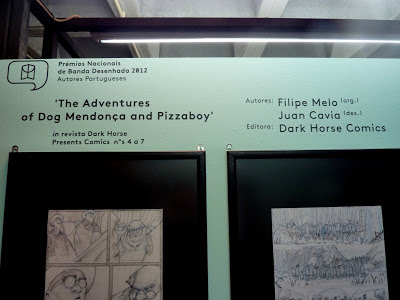 Prémios Nacionais
de Banda Desenhada 2012
Autores Portugueses
'The Adventures
of Dog Mendonça and Pizzaboy'
in revista Dark Horse
Presents Comics nºs 4 a 7
Autores: Filipe Melo (arg.)
Juan Cavia (des.)
Editora: Dark Horse Comics